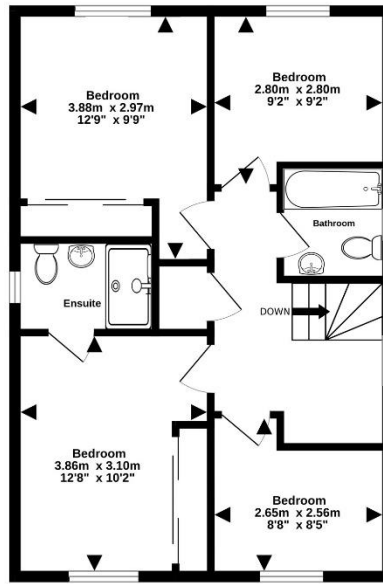 Bedroom
3.88m x 2.97m
12'9" x 9'9"
Bedroom
2.80m x 2.80m
9'2" x 9'2"
Bathroom
Ensuite
DOWN
Bedroom
3.86m x 3.10m
12'8" x 10'2"
Bedroom
2.65m x 2.56m
8'8" x 8'5"